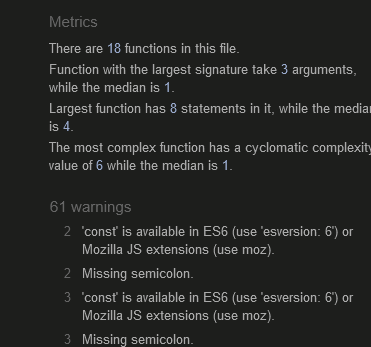 Metrics
There are 18 functions in this file.
Function with the largest signature take 3 arguments,
while the median is 1.
Largest function has 8 statements in it, while the median
is 4.
The most complex function has a cyclomatic complexity
value of 6 while the median is 1.
61 warnings
2 'const' is available in ES6 (use 'esversion: 6') or
Mozilla JS extensions (use moz).
2 Missing semicolon.
3 'const' is available in ES6 (use 'esversion: 6') or
Mozilla JS extensions (use moz).
3 Missing semicolon.